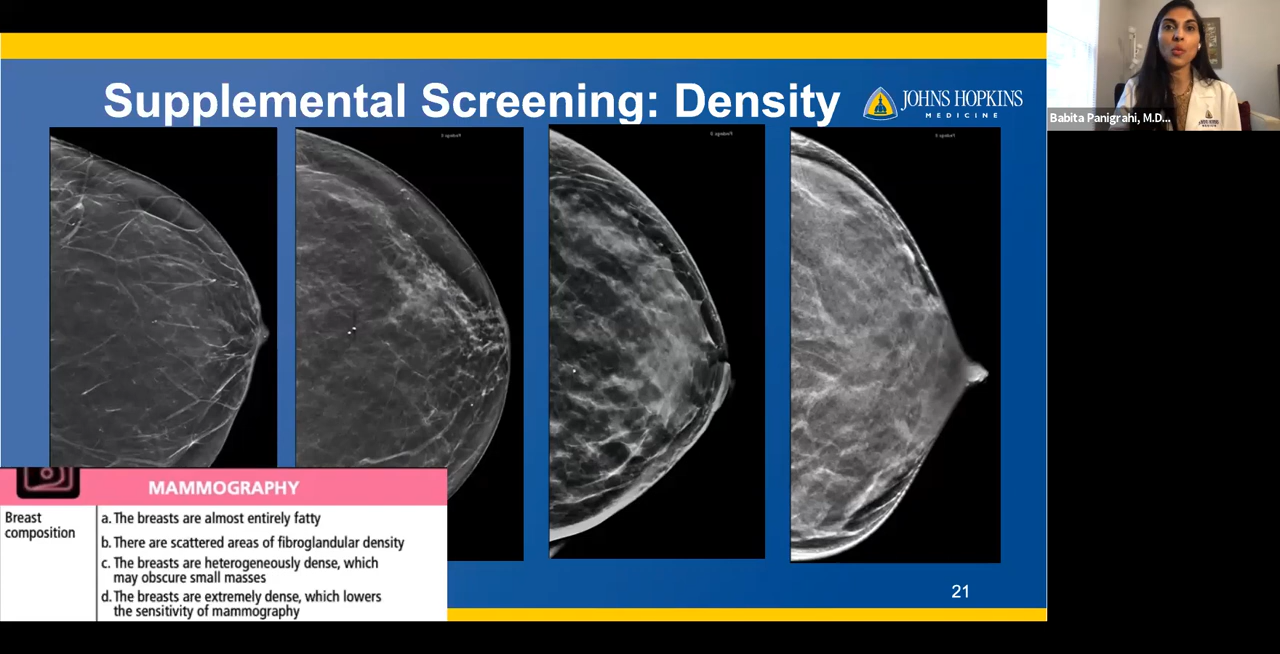 Supplemental Screening: Density
JOHNS HOPKINS
MEDICINE
Babita Panigrahi, M.D...
MAMMOGRAPHY
Breast
composition
a. The breasts are almost entirely fatty
b. There are scattered areas of fibroglandular density
c. The breasts are heterogeneously dense, which
may obscure small masses
d. The breasts are extremely dense, which lowers
the sensitivity of mammography
21